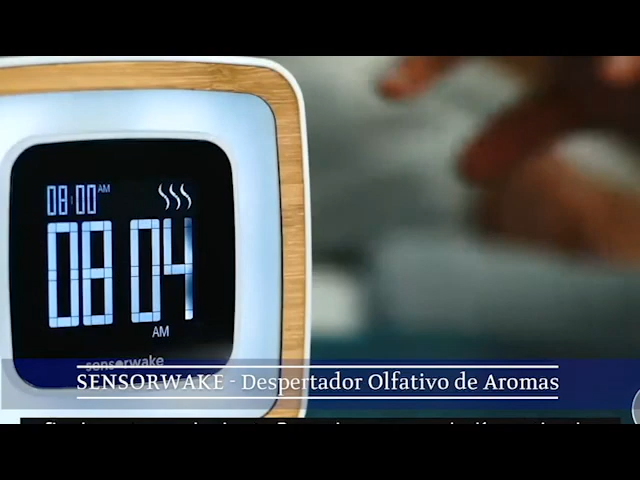 08:00 AM
08 04
AM
sensorwake
SENSORWAKE - Despertador Olfativo de Aromas